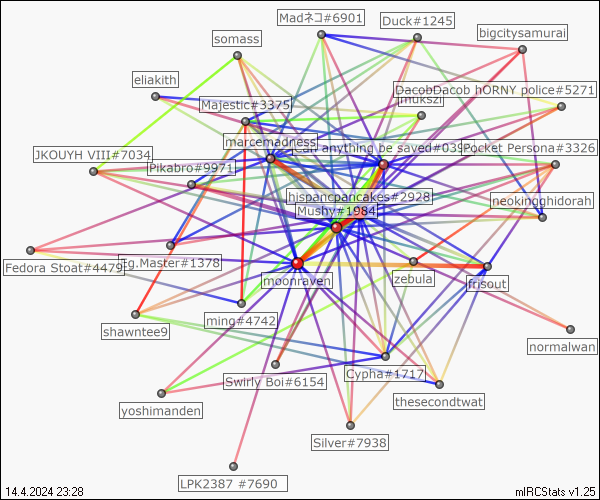 Madネコ#6901
Duck#1245
bigcitysamurai
somass
eliakith
DacobDacob hORNY police#5271
mukszi
Majestic#3375
marcemadness
can anything be saved#039
Pocket Persona#3326
JKOUYH VIII#7034
Pikabro#9971
hispancpancakes#2928
neokingghidorah
Mushy#1984
Fedora Stoat#4479
Master#1378
moonraven
zebula
frisout
shawntee9
ming#4742
normalwan
Swirly Boi#6154
Cypha#1717
thesecondtwat
yoshimanden
Silver#7938
LPK2387 #7690
14.4.2024 23:28
mIRCStats v1.25